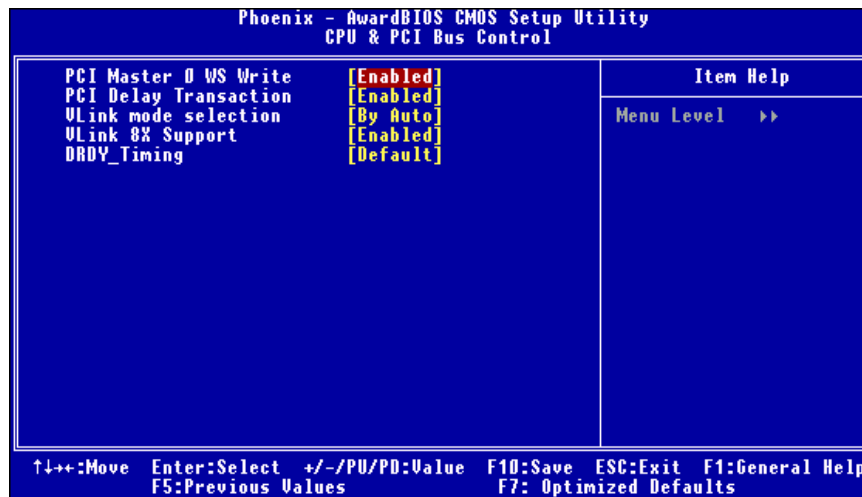 Phoenix - AwardBIOS CMOS Setup Utility
CPU & PCI Bus Control
PCI Master 0 WS Write [Enabled]
PCI Delay Transaction [Enabled]
VLink mode selection [By Auto]
VLink 8X Support [Enabled]
DRDY_Timing [Default]
Item Help
Menu Level ►►
↑↓→←:Move Enter:Select +/-/PU/PD:Value F10:Save ESC:Exit F1:General Help
F5:Previous Values F7: Optimized Defaults